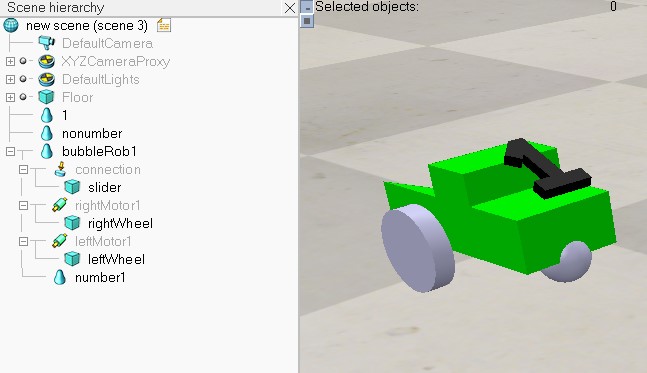 Scene hierarchy
Selected objects: 0
new scene (scene 3)
DefaultCamera
XYZCameraProxy
DefaultLights
Floor
1
nonumber
bubbleRob1
connection
slider
rightMotor1
rightWheel
leftMotor1
leftWheel
number1
1